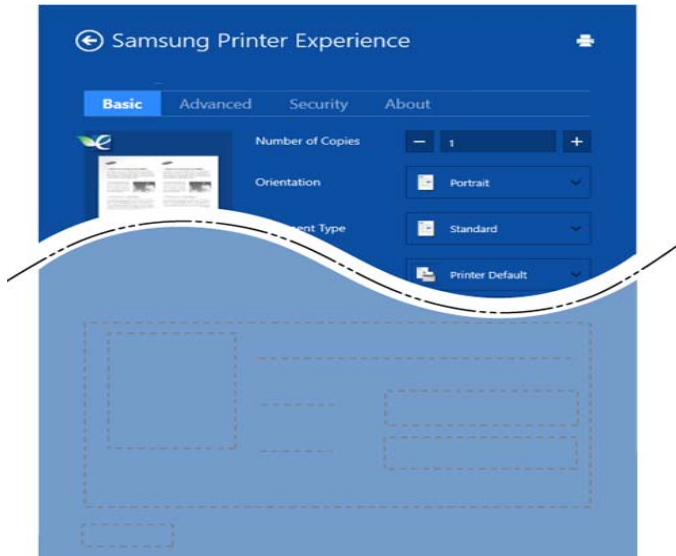 Samsung Printer Experience
Basic Advanced Security About
Number of Copies 1
Orientation Portrait
Type Standard
Printer Default